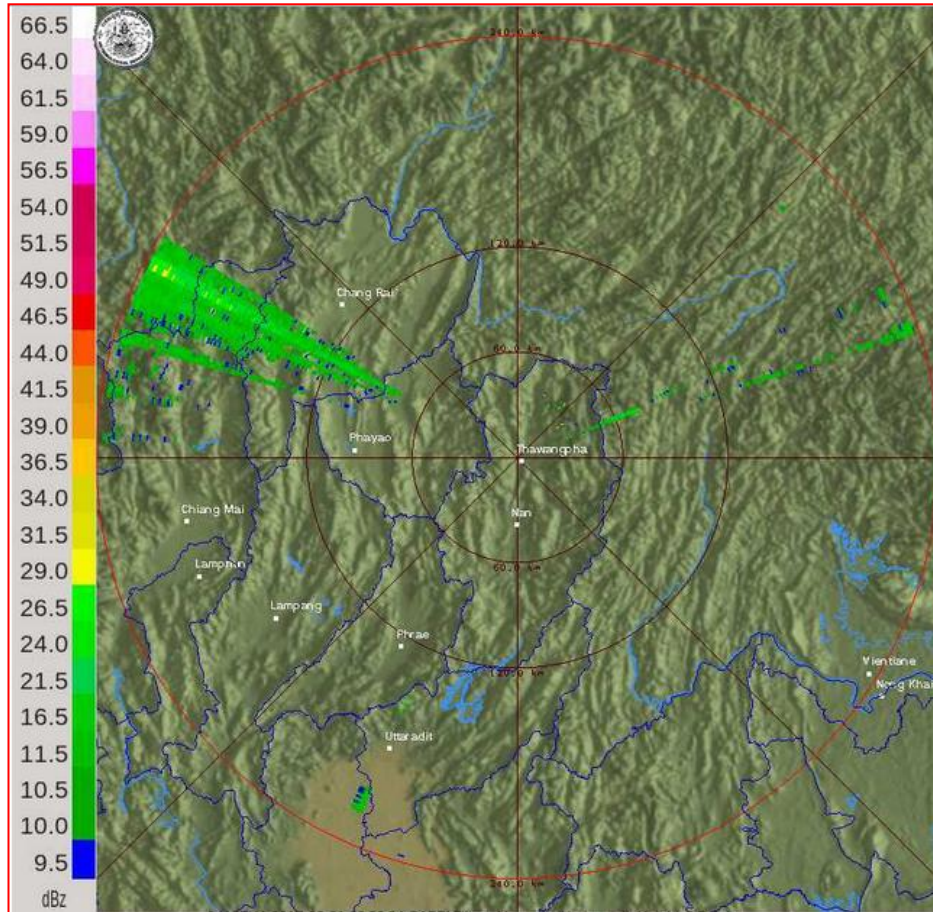 66.5
64.0
61.5
59.0
56.5
54.0
51.5
49.0
46.5
44.0
41.5
39.0
36.5
34.0
31.5
29.0
26.5
24.0
21.5
16.5
11.5
10.5
10.0
9.5
dBz
240.0 km
120.0 km
60.0 km
Chang Rai
Thawangpha
Phayao
Nan
Chiang Mai
60.0 km
Lamphun
Lampang
Phrae
120.0 km
Vientiane
Nong Khai
Uttaradit
240.0 km